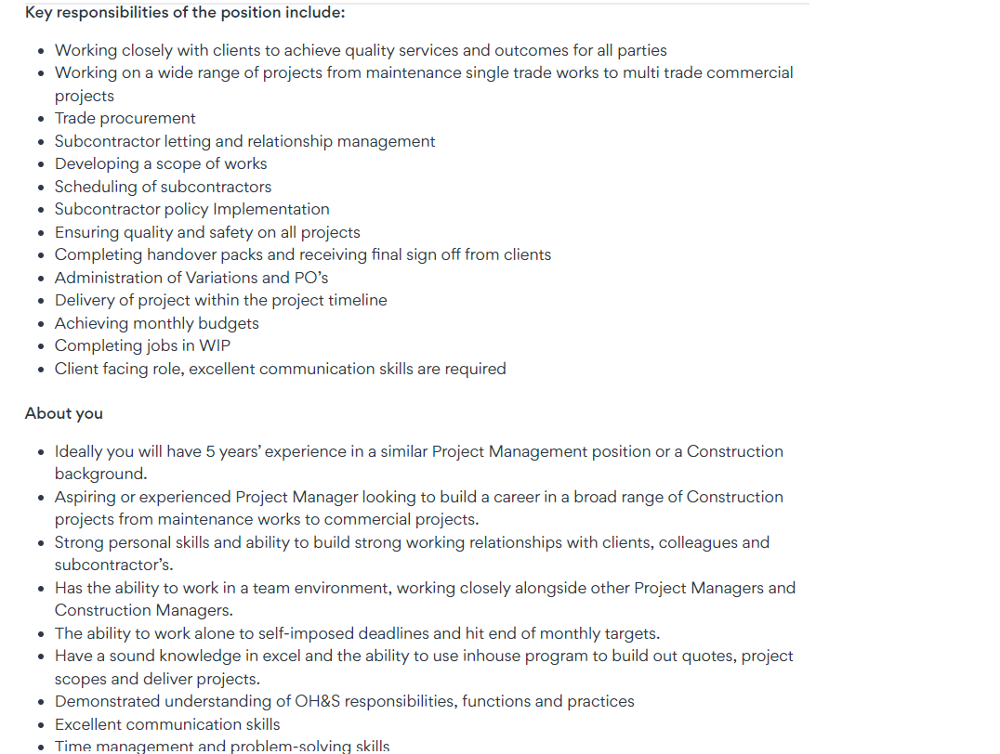 Key responsibilities of the position include:
• Working closely with clients to achieve quality services and outcomes for all parties
• Working on a wide range of projects from maintenance single trade works to multi trade commercial
projects
• Trade procurement
• Subcontractor letting and relationship management
• Developing a scope of works
• Scheduling of subcontractors
• Subcontractor policy Implementation
• Ensuring quality and safety on all projects
• Completing handover packs and receiving final sign off from clients
• Administration of Variations and PO’s
• Delivery of project within the project timeline
• Achieving monthly budgets
• Completing jobs in WIP
• Client facing role, excellent communication skills are required
About you
• Ideally you will have 5 years’ experience in a similar Project Management position or a Construction
background.
• Aspiring or experienced Project Manager looking to build a career in a broad range of Construction
projects from maintenance works to commercial projects.
• Strong personal skills and ability to build strong working relationships with clients, colleagues and
subcontractor’s.
• Has the ability to work in a team environment, working closely alongside other Project Managers and
Construction Managers.
• The ability to work alone to self-imposed deadlines and hit end of monthly targets.
• Have a sound knowledge in excel and the ability to use inhouse program to build out quotes, project
scopes and deliver projects.
• Demonstrated understanding of OH&S responsibilities, functions and practices
• Excellent communication skills
• Time management and problem-solving skills